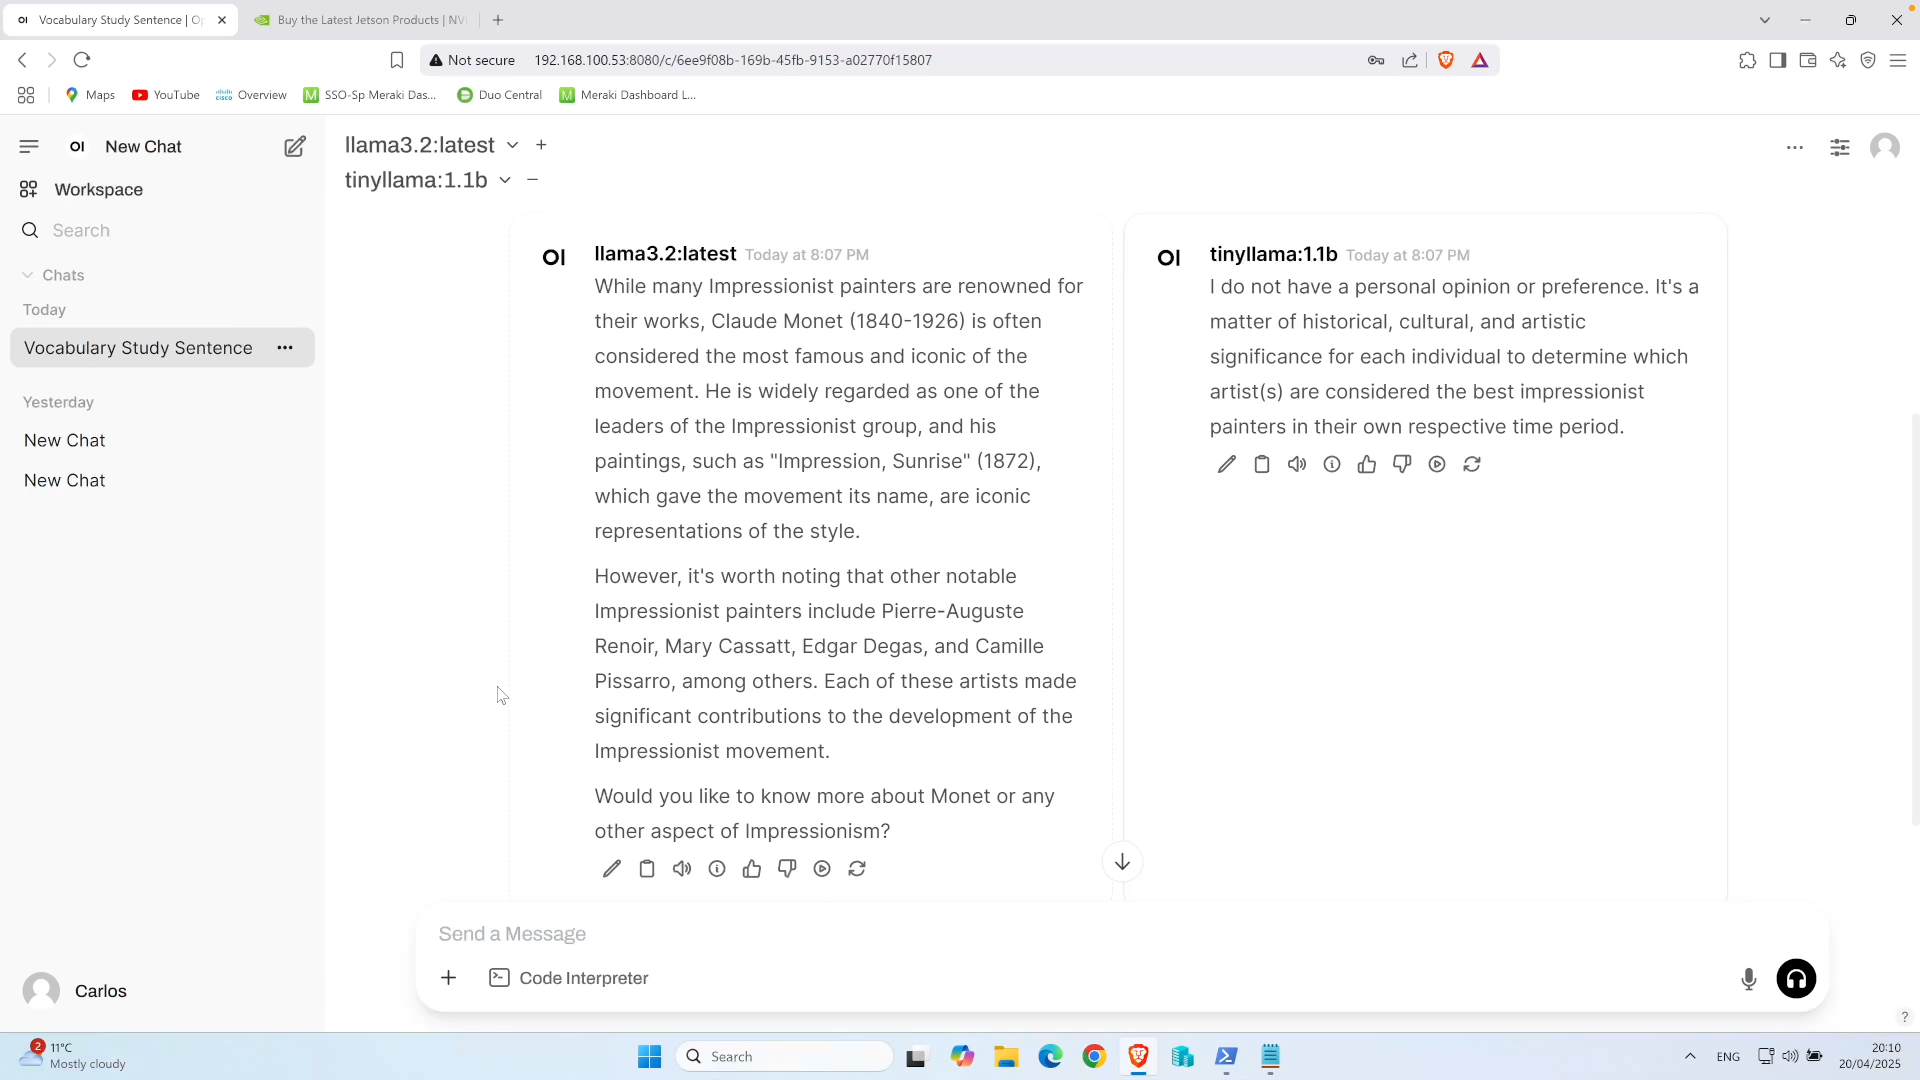 OI Vocabulary Study Sentence | O
Buy the Latest Jetson Products | NV
Not secure 192.168.100.53:8080/c/6ee9f08b-169b-45fb-9153-a02770f15807
Maps YouTube Overview SSO-Sp Meraki Das... Duo Central Meraki Dashboard L...
OI New Chat
Workspace
Search
Chats
Today
Vocabulary Study Sentence
Yesterday
New Chat
New Chat
Carlos
llama3.2:latest
tinyllama:1.1b
OI llama3.2:latest Today at 8:07 PM
While many Impressionist painters are renowned for
their works, Claude Monet (1840-1926) is often
considered the most famous and iconic of the
movement. He is widely regarded as one of the
leaders of the Impressionist group, and his
paintings, such as "Impression, Sunrise" (1872),
which gave the movement its name, are iconic
representations of the style.
However, it's worth noting that other notable
Impressionist painters include Pierre-Auguste
Renoir, Mary Cassatt, Edgar Degas, and Camille
Pissarro, among others. Each of these artists made
significant contributions to the development of the
Impressionist movement.
Would you like to know more about Monet or any
other aspect of Impressionism?
OI tinyllama:1.1b Today at 8:07 PM
I do not have a personal opinion or preference. It's a
matter of historical, cultural, and artistic
significance for each individual to determine which
artist(s) are considered the best impressionist
painters in their own respective time period.
Send a Message
Code Interpreter
?
2
11°C
Mostly cloudy
Search
ENG
20:10
20/04/2025